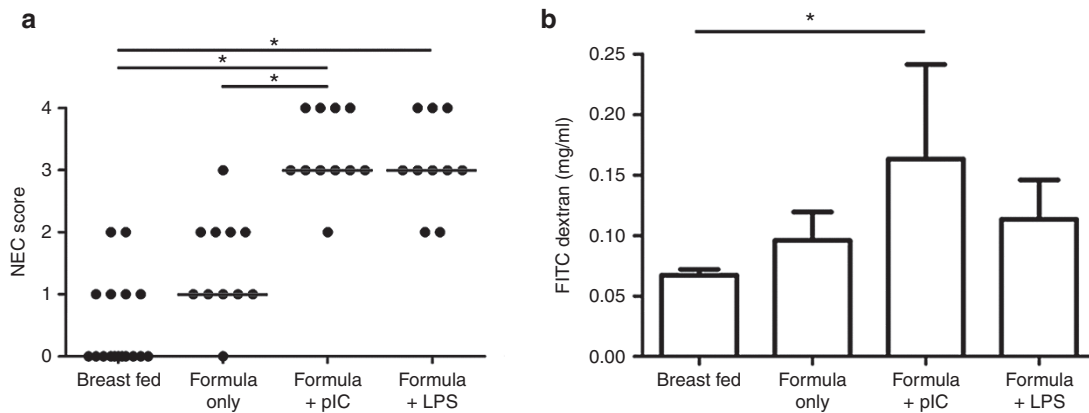 a
*
*
*
4
3
2
1
0
NEC score
Breast fed
Formula
only
Formula
+ pIC
Formula
+ LPS
b
*
0.25
0.20
0.15
0.10
0.05
0.00
FITC dextran (mg/ml)
Breast fed
Formula
only
Formula
+ pIC
Formula
+ LPS